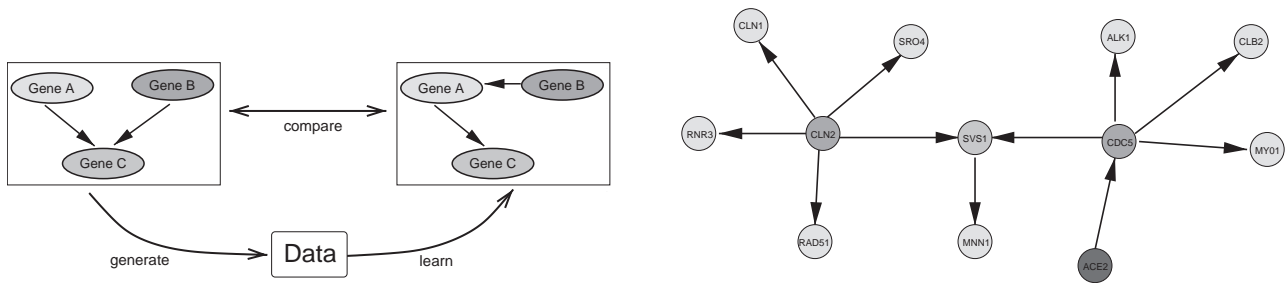 Gene A
Gene B
Gene C
compare
Gene A
Gene B
Gene C
generate
Data
learn
CLN1
SRO4
ALK1
CLB2
RNR3
CLN2
SVS1
CDC5
MY01
RAD51
MNN1
ACE2